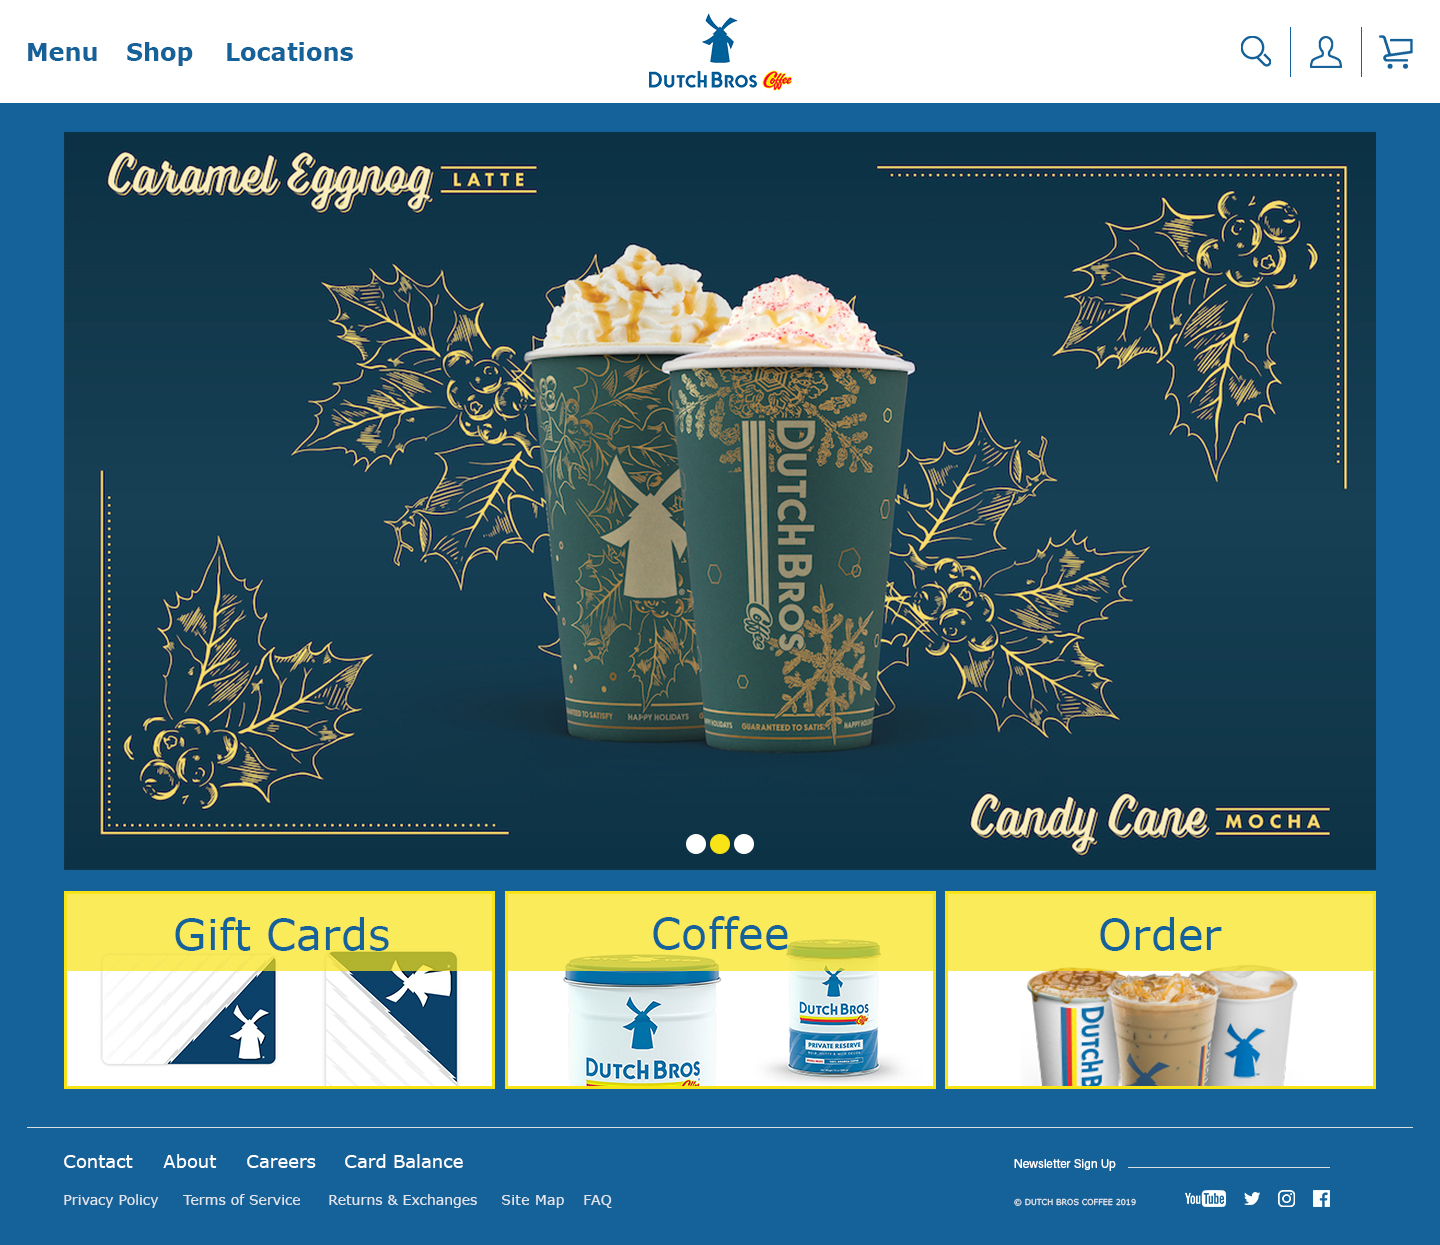 Menu Shop Locations
DUTCH BROS Coffee
Caramel Eggnog LATTE
DUTCH BROS Coffee
GUARANTEED TO SATISFY
HAPPY HOLIDAYS
Candy Cane MOCHA
Gift Cards
Coffee
Order
DUTCH BROS
DUTCH BROS
Coffee
PRIVATE RESERVE
DUTCH B
Contact About Careers Card Balance
Newsletter Sign Up
Privacy Policy Terms of Service Returns & Exchanges Site Map FAQ
© DUTCH BROS COFFEE 2019
YouTube